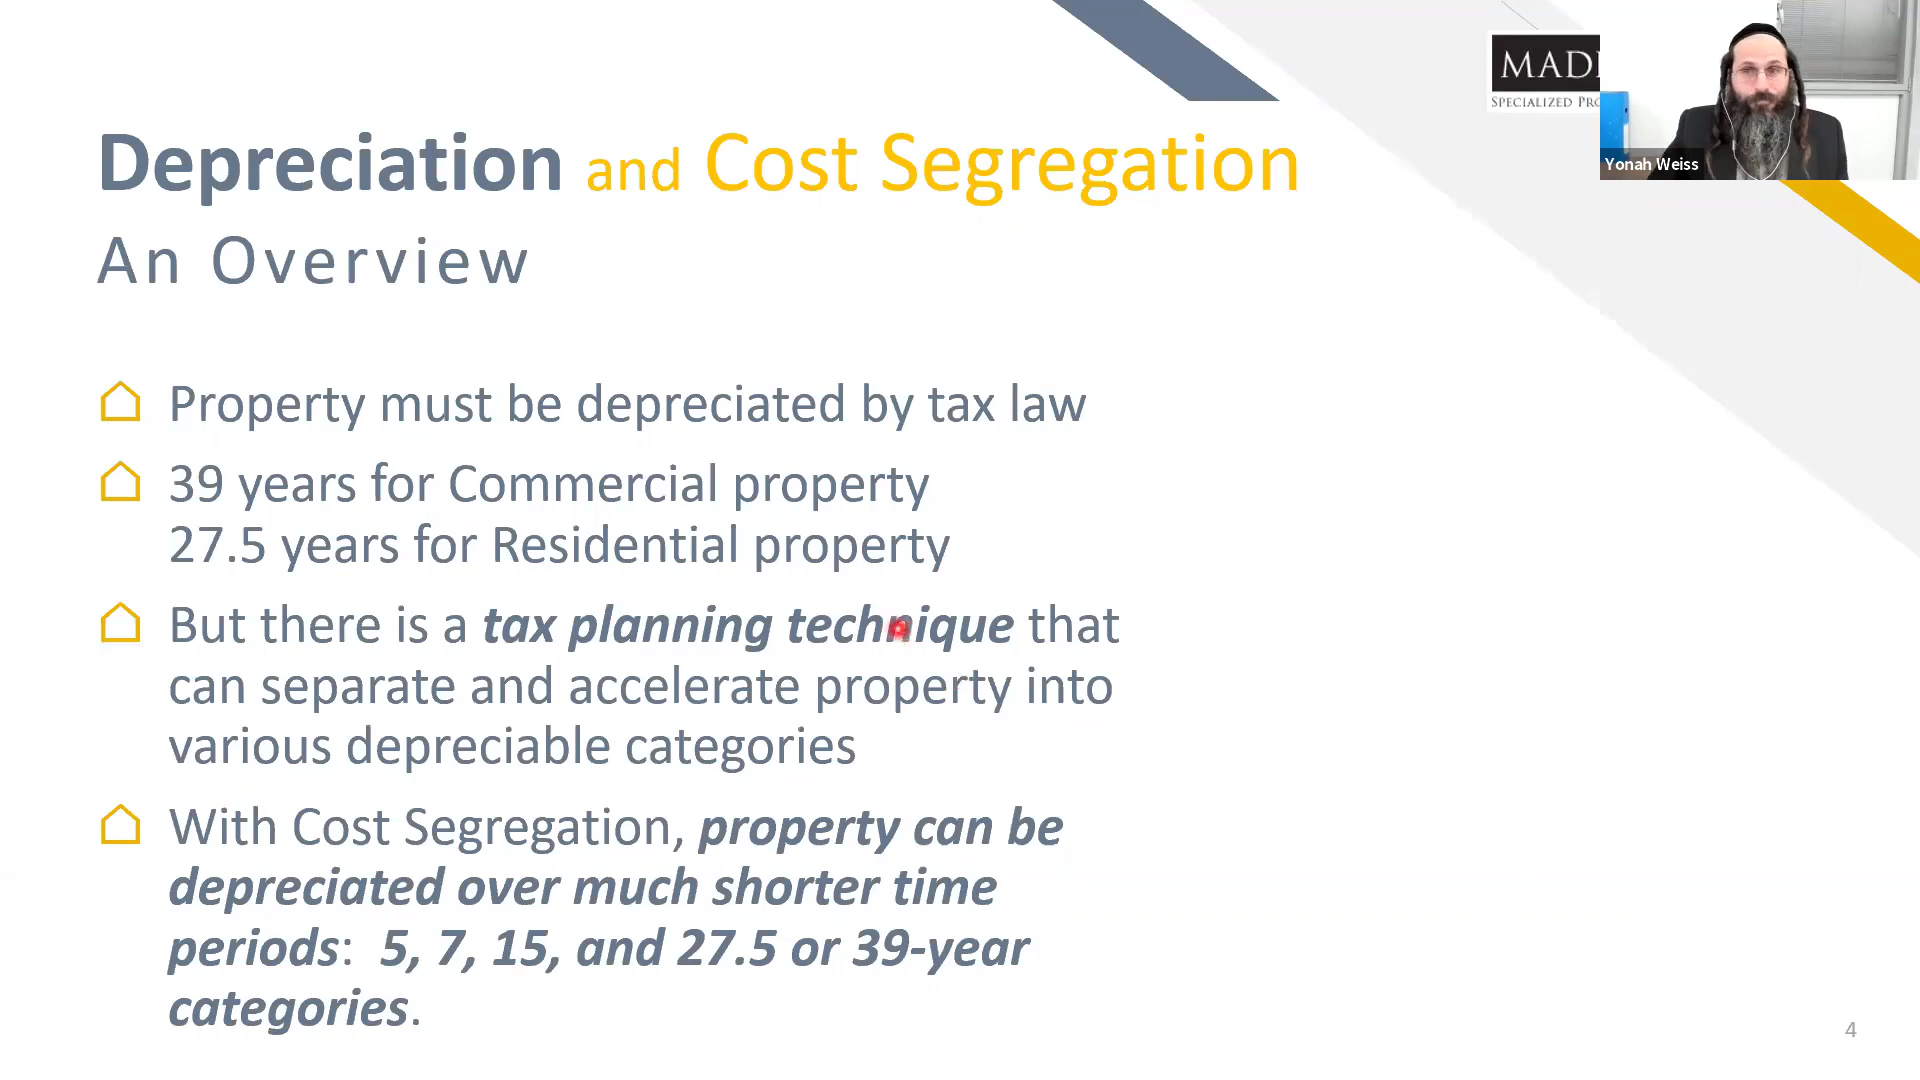 MAD
SPECIALIZED
Yonah Weiss
Depreciation and Cost Segregation
An Overview
Property must be depreciated by tax law
39 years for Commercial property
27.5 years for Residential property
But there is a tax planning technique that
can separate and accelerate property into
various depreciable categories
With Cost Segregation, property can be
depreciated over much shorter time
periods: 5, 7, 15, and 27.5 or 39-year
categories.
4